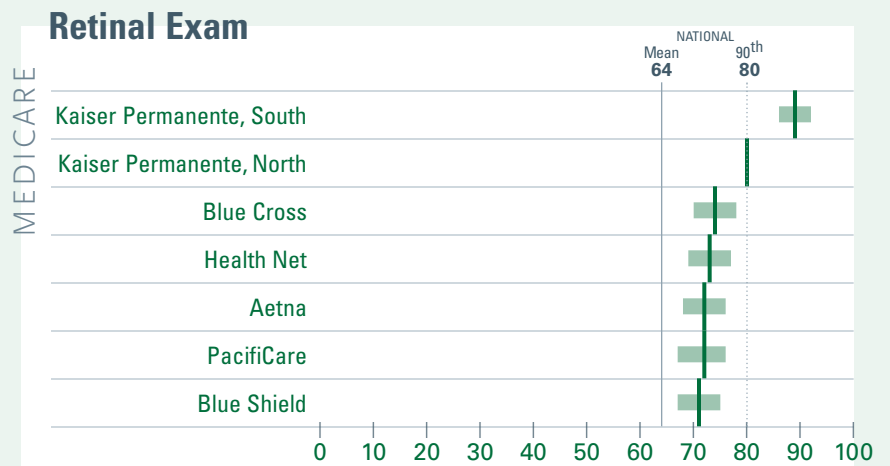 Retinal Exam
NATIONAL
Mean 90th
64 80
MEDICARE
Kaiser Permanente, South
Kaiser Permanente, North
Blue Cross
Health Net
Aetna
PacifiCare
Blue Shield
0 10 20 30 40 50 60 70 80 90 100